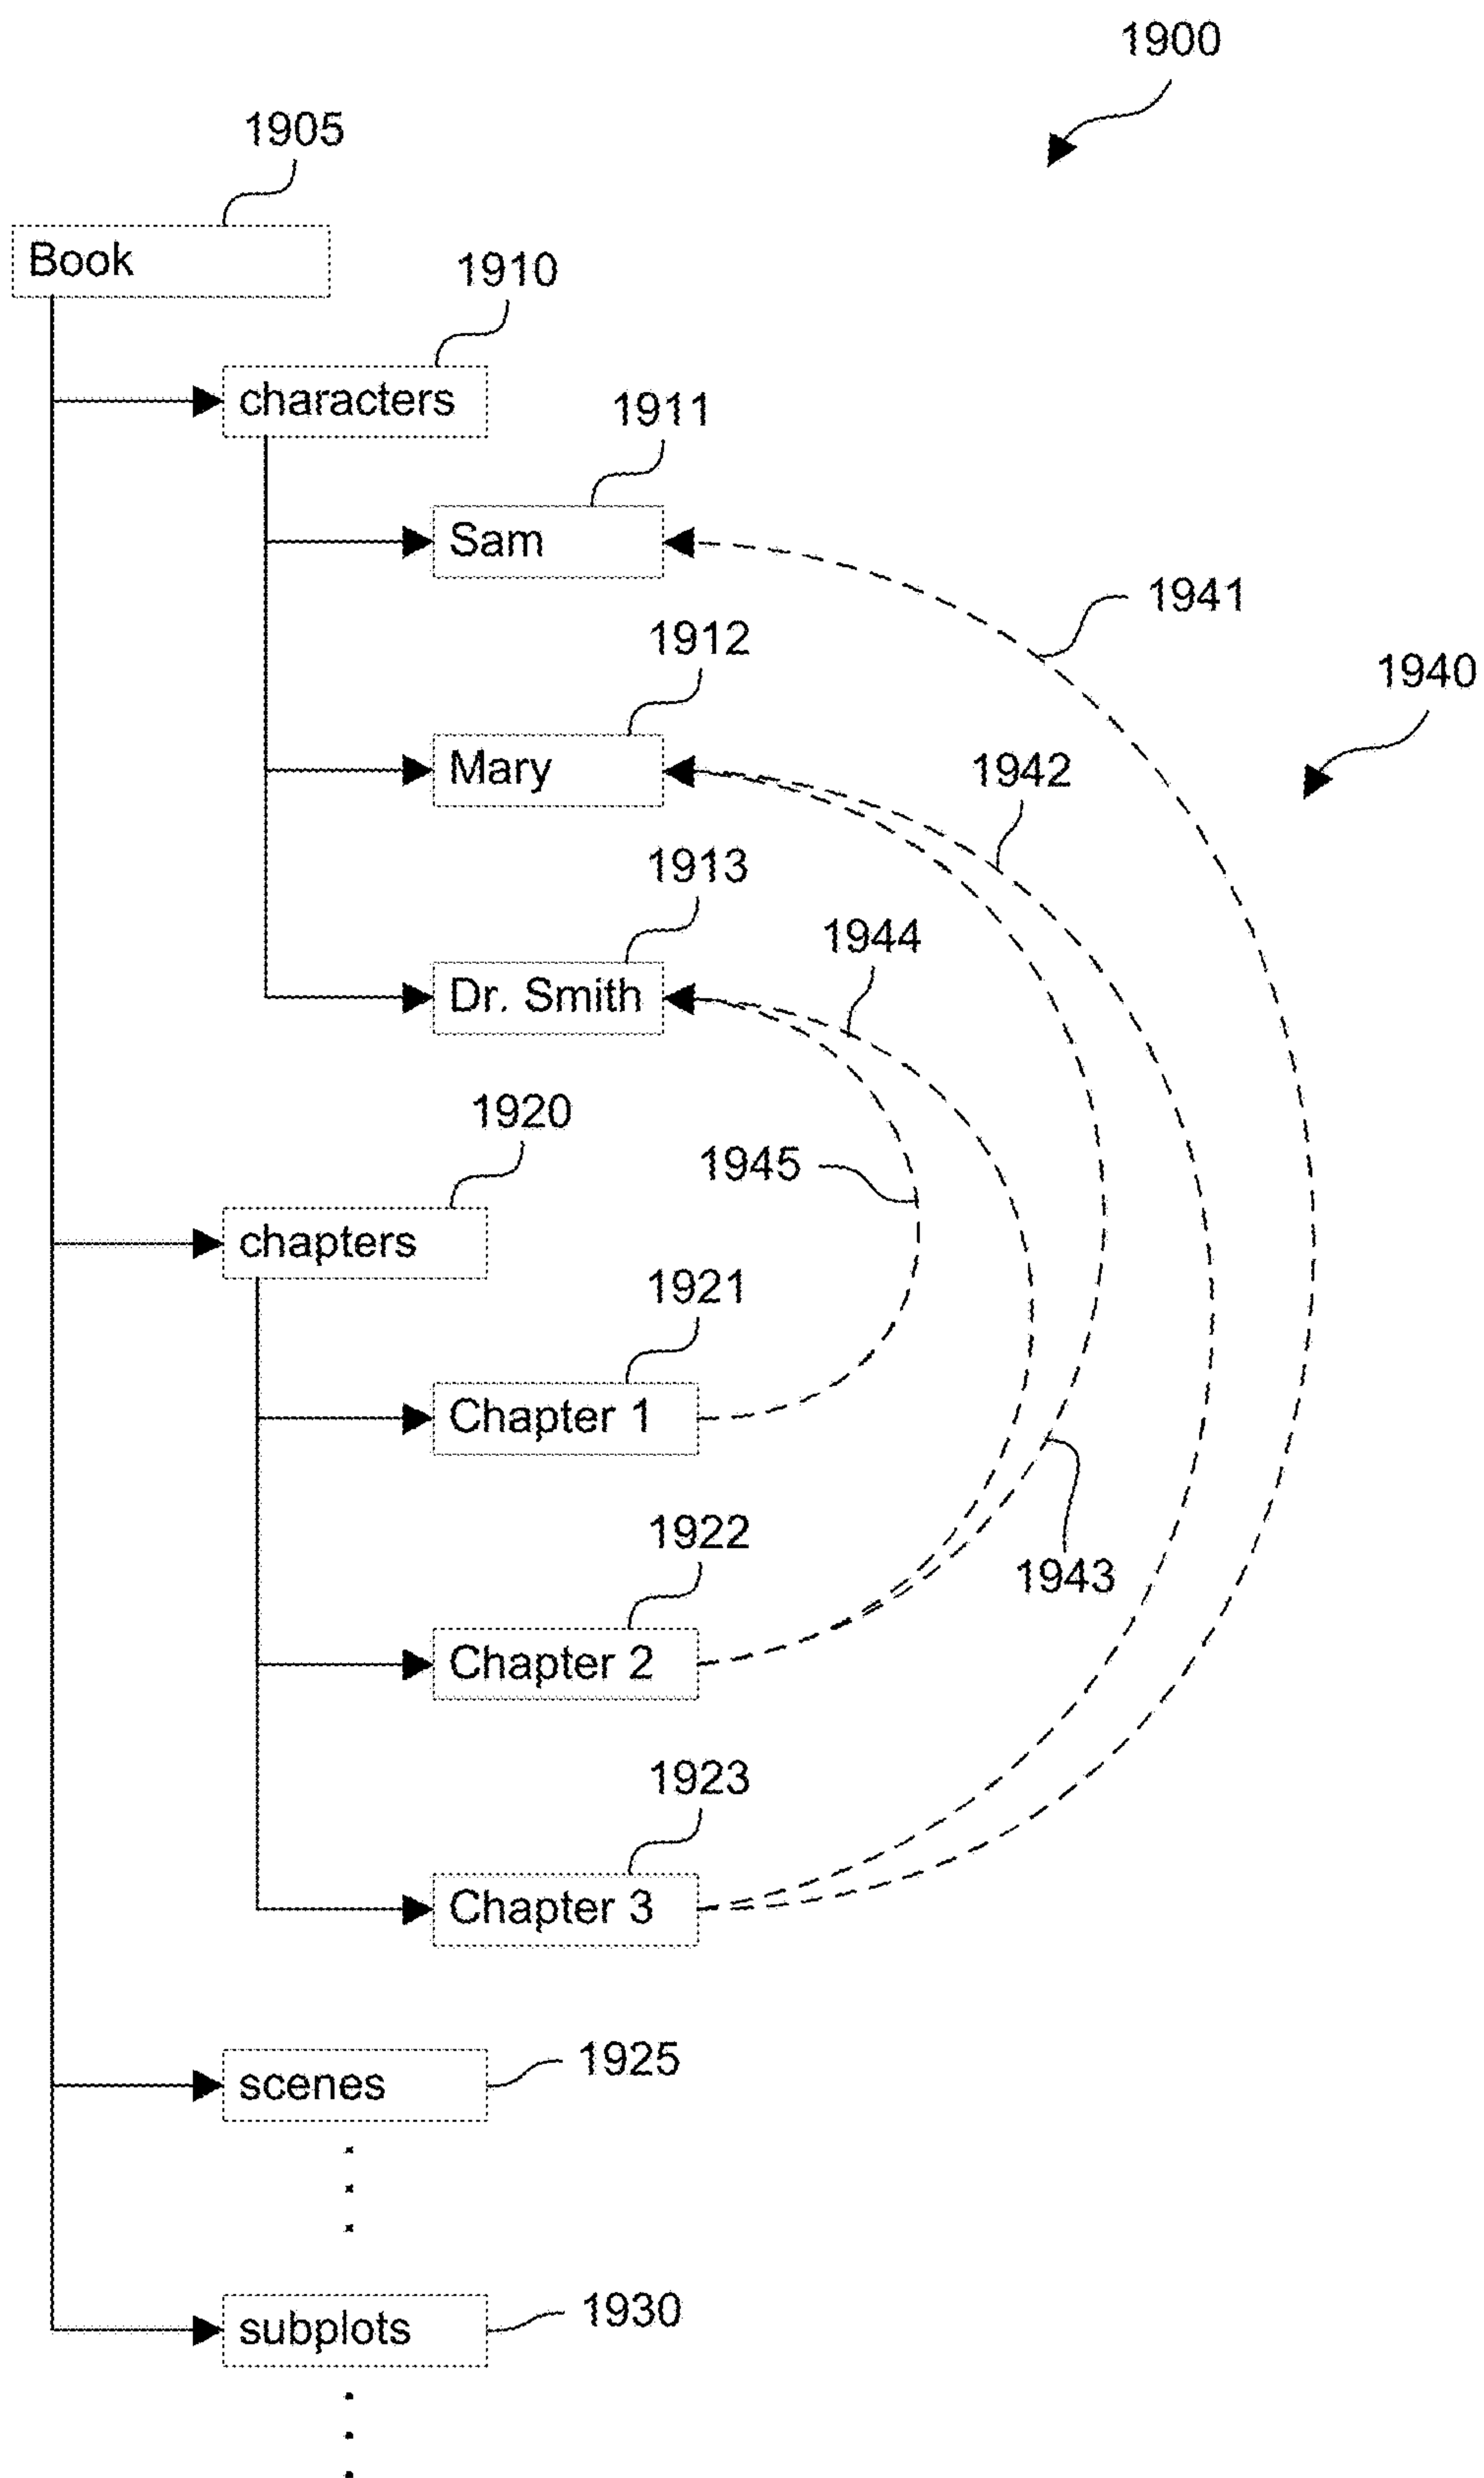 1900
1905
Book
1910
characters
1911
Sam
1941
1912
1940
Mary
1942
1913
1944
Dr. Smith
1920
1945
chapters
1921
Chapter 1
1922
1943
Chapter 2
1923
Chapter 3
1925
scenes
1930
subplots